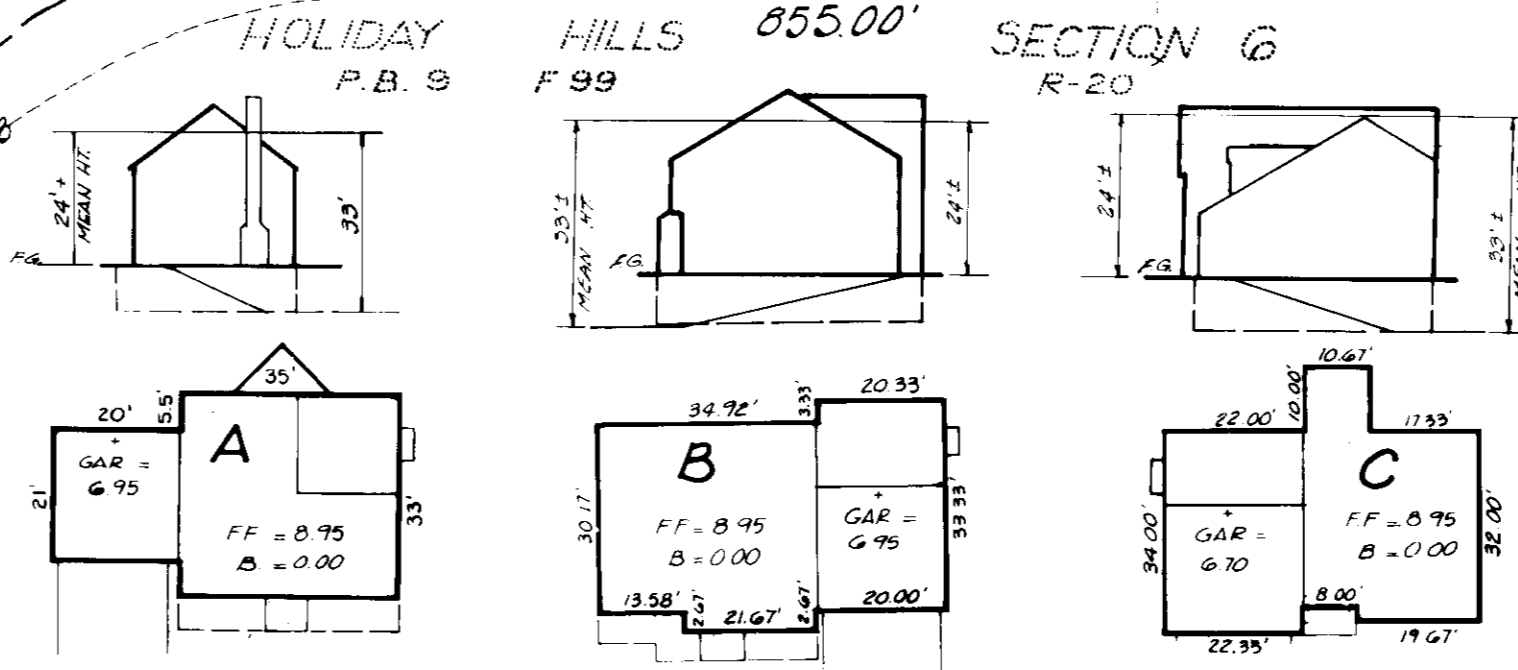 HOLIDAY HILLS 855.00' SECTION 6
P.B. 9 F 99 R-20
24'±
MEAN HT.
33'
F.G.
33'±
MEAN HT.
24'±
F.G.
24'±
33'±
F.G.
35'
20'
5.5'
A
GAR =
6.95
21'
33'
FF = 8.95
B. = 0.00
34.92'
3.33'
20.33'
B
30.17'
FF = 8.95
B = 0.00
GAR =
6.95
33.33'
13.58'
2.67'
21.67'
2.67'
20.00'
10.67'
10.00'
22.00'
17.33'
C
34.00'
GAR =
6.70
F.F = 8.95
B = 0.00
32.00'
8.00'
22.33'
19.67'